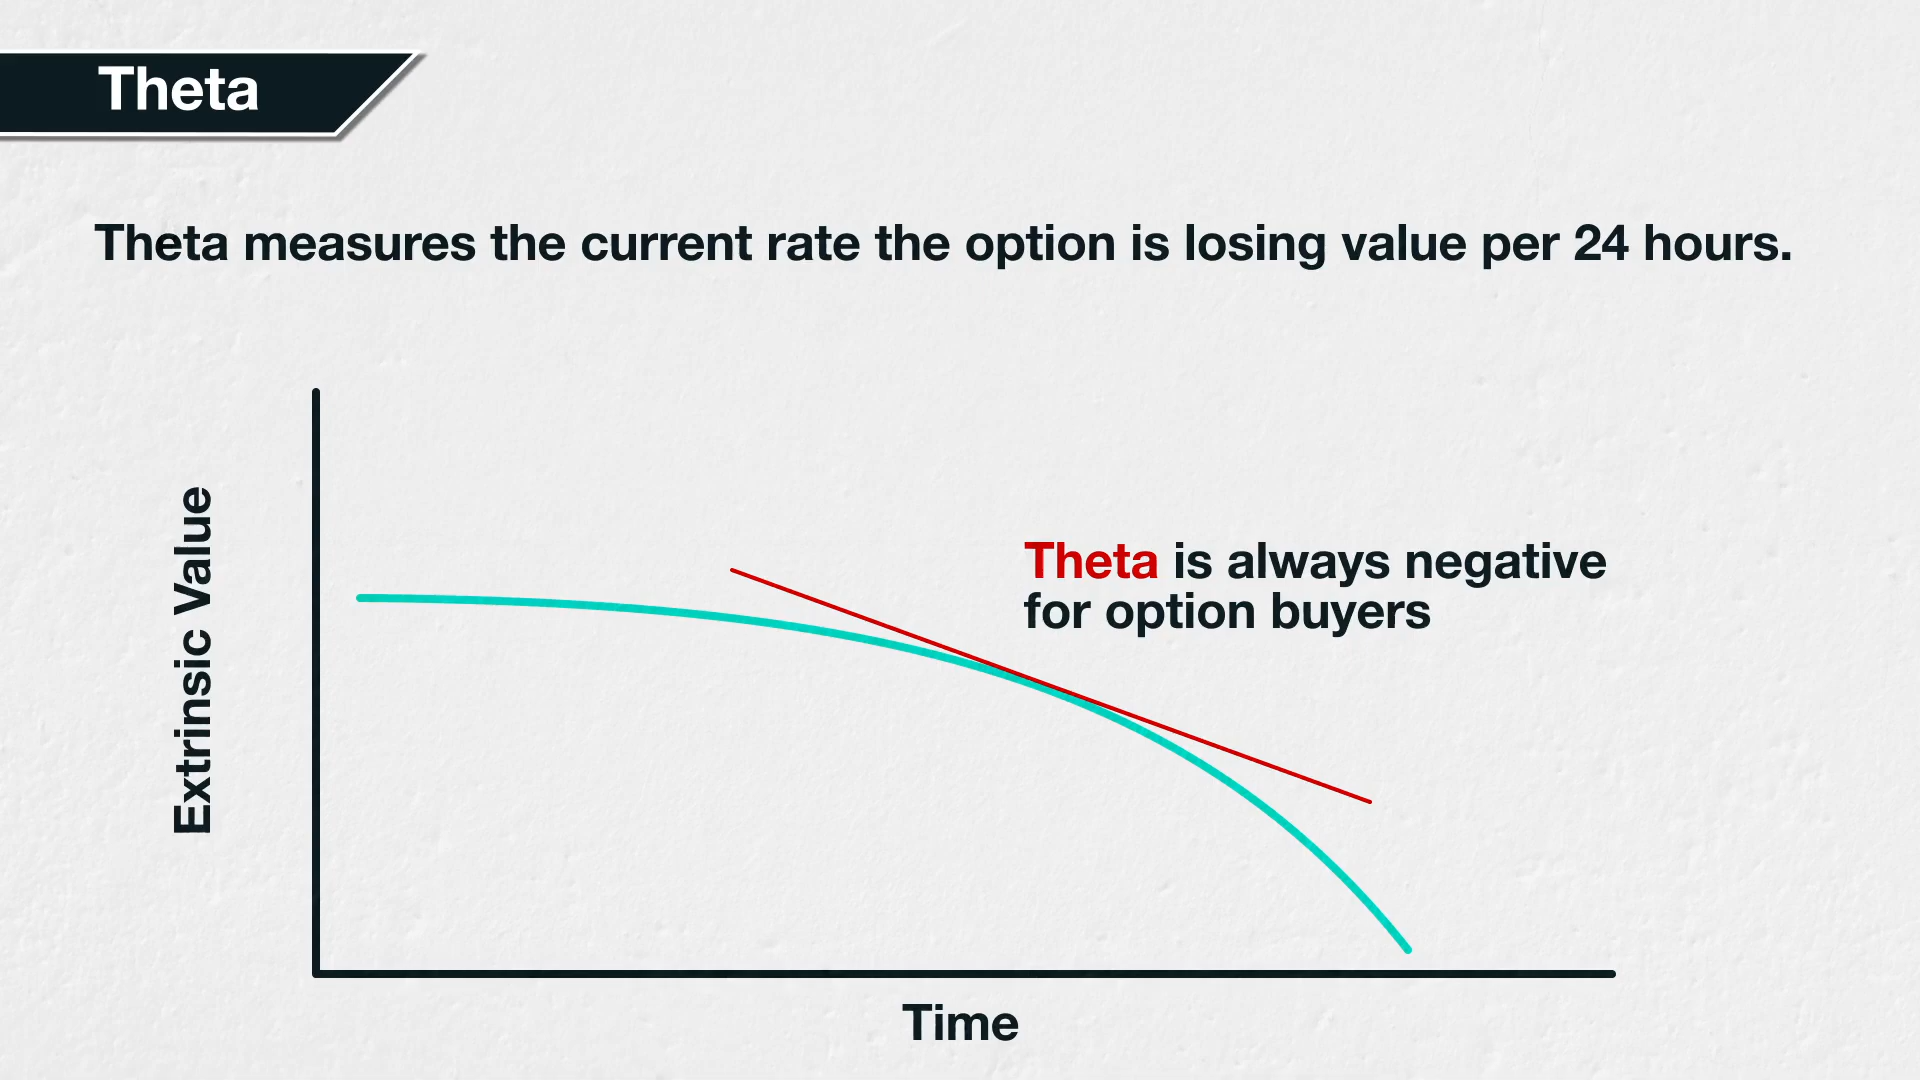 Theta
Theta measures the current rate the option is losing value per 24 hours.
Theta is always negative
for option buyers
Extrinsic Value
Time